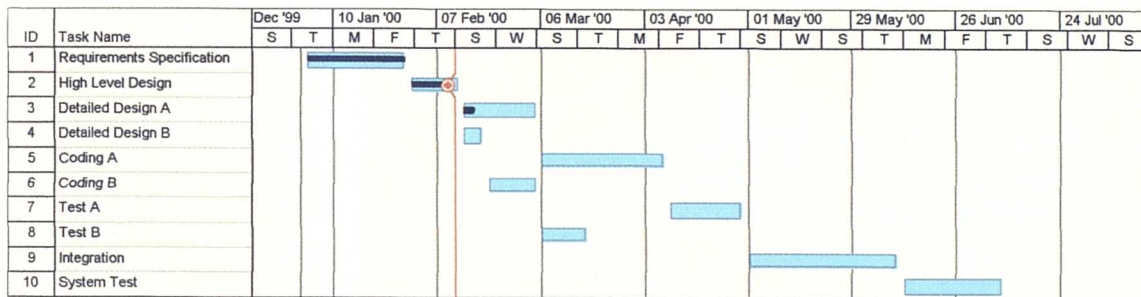 Dec '99 10 Jan '00 07 Feb '00 06 Mar '00 03 Apr '00 01 May '00 29 May '00 26 Jun '00 24 Jul '00
ID Task Name S T M F T S W S T M F T S W S T M F T S W S
1 Requirements Specification
2 High Level Design
3 Detailed Design A
4 Detailed Design B
5 Coding A
6 Coding B
7 Test A
8 Test B
9 Integration
10 System Test